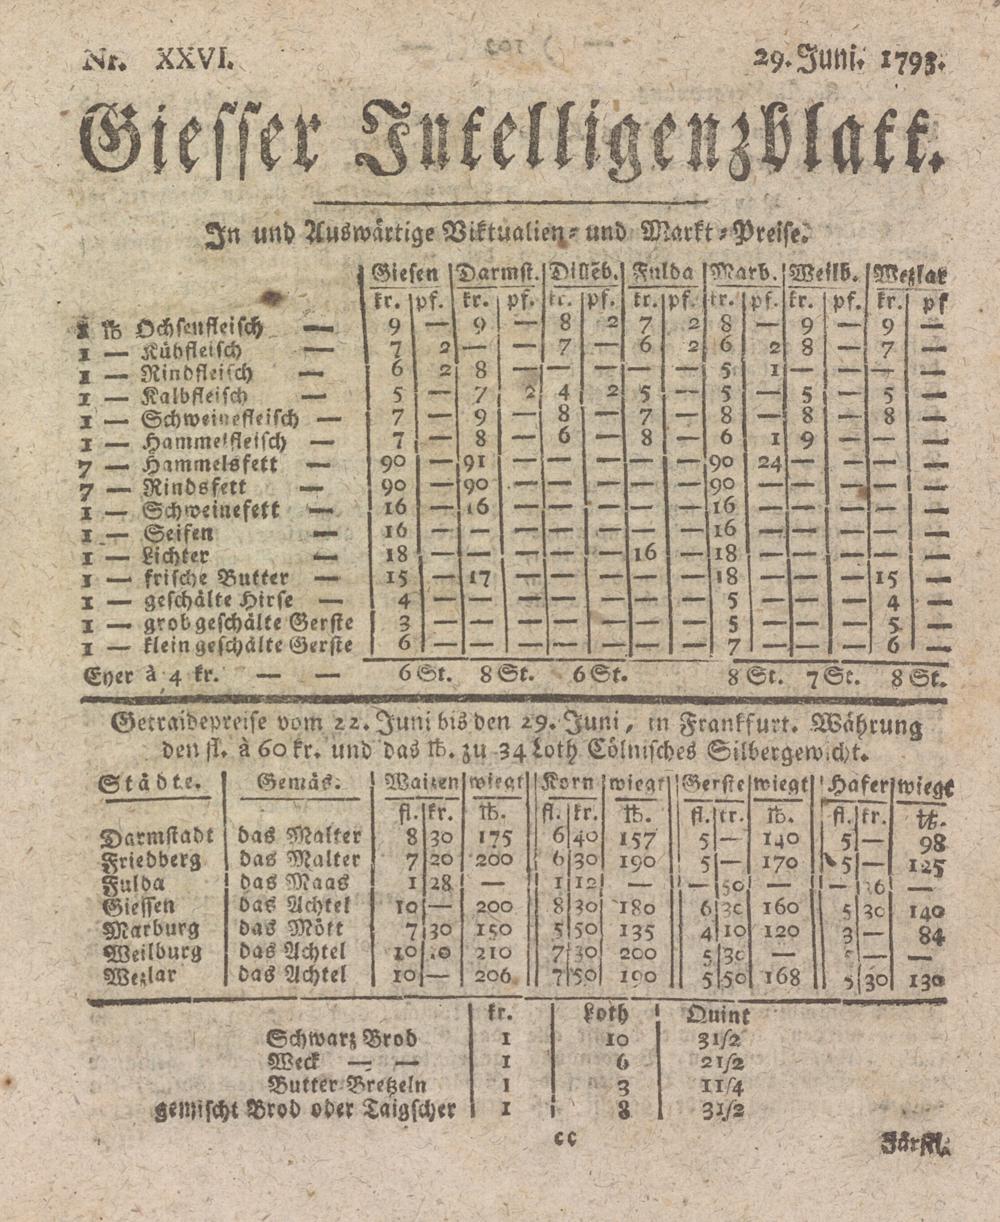 Nr. XXVI. 29. Juni. 1793.
Giesser Intelligenzblatt.
In und Auswärtige Viktualien- und Markt-Preise.
Giesen Darmst. Dillēb. Fulda Marb. Weilb. Wezlar
kr. pf. kr. pf. kr. pf. kr. pf. kr. pf. kr. pf. kr. pf
1 ℔ Ochsenfleisch — 9 — 9 — 8 2 7 2 8 — 9 — 9 —
1 — Kühfleisch — 7 2 — — 7 — 6 2 6 2 8 — 7 —
1 — Rindfleisch — 6 2 8 — — — — — 5 1 — — — —
1 — Kalbfleisch — 5 — 7 2 4 2 5 — 5 — 5 — 5 —
1 — Schweinefleisch — 7 — 9 — 8 — 7 — 8 — 8 — 8 —
1 — Hammelfleisch — 7 — 8 — 6 — 8 — 6 1 9 — — —
7 — Hammelsfett — 90 — 91 — — — — — 90 24 — — — —
7 — Rindsfett — 90 — 90 — — — — — 90 — — — — —
1 — Schweinefett — 16 — 16 — — — — — 16 — — — — —
1 — Seifen — 16 — — — — — — — 16 — — — — —
1 — Lichter — 18 — — — — — 16 — 18 — — — — —
1 — frische Butter — 15 — 17 — — — — — 18 — — — 15 —
1 — geschälte Hirse — 4 — — — — — — — 5 — — — 4 —
1 — grob geschälte Gerste 3 — — — — — — — 5 — — — 5 —
1 — klein geschälte Gerste 6 — — — — — — — 7 — — — 6 —
Eyer à 4 kr. — — 6 St. 8 St. 6 St. 8 St. 7 St. 8 St.
Getraidepreise vom 22. Juni bis den 29. Juni, in Frankfurt. Währung
den fl. à 60 kr. und das ℔. zu 34 Loth Cölnisches Silbergewicht.
Städte. Gemäs. Waizen wiegt Korn wiegt Gerste wiegt Hafer wiegt
fl. kr. ℔. fl. kr. ℔. fl. kr. ℔. fl. kr. ℔.
Darmstadt das Malter 8 30 175 6 40 157 5 — 140 5 — 98
Friedberg das Malter 7 20 200 6 30 190 5 — 170 5 — 125
Fulda das Maas 1 28 — 1 12 — — 50 — — 36 —
Giessen das Achtel 10 — 200 8 30 180 6 30 160 5 30 140
Marburg das Mött 7 30 150 5 50 135 4 10 120 3 — 84
Weilburg das Achtel 10 10 210 7 30 200 5 30 — — —
Wezlar das Achtel 10 — 206 7 50 190 5 50 168 5 30 130
kr. Loth Quint
Schwarz Brod 1 10 3 1/2
Weck — — 1 6 2 1/2
Butter Bretzeln 1 3 1 1/4
gemischt Brod oder Taigscher 1 8 3 1/2
cc